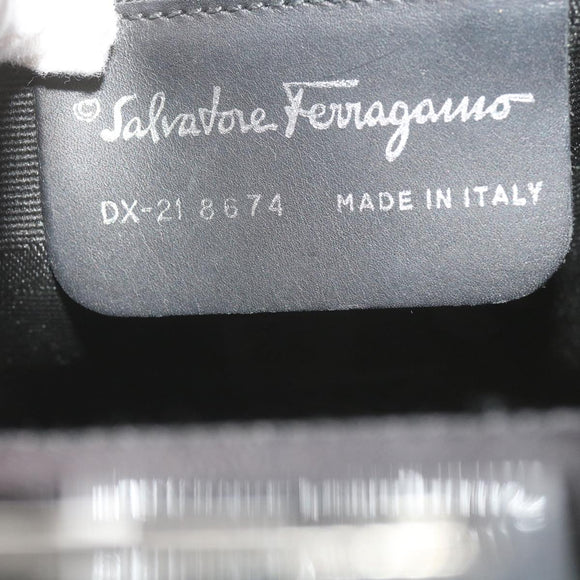 © Salvatore Ferragamo
DX-21 8674 MADE IN ITALY